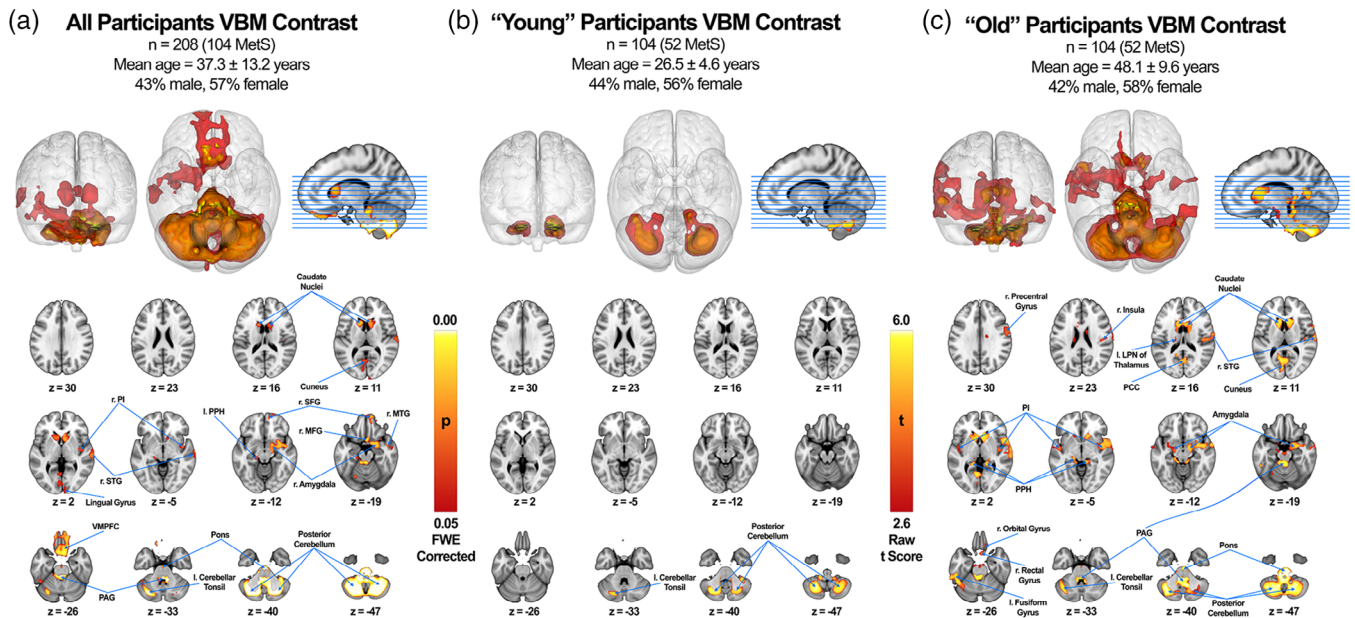 (a) All Participants VBM Contrast
n = 208 (104 MetS)
Mean age = 37.3 ± 13.2 years
43% male, 57% female
Caudate
Nuclei
z = 30
z = 23
z = 16
z = 11
Cuneus
r. PI
l. PPH
r. SFG
r. MTG
r. MFG
r. STG
r. Amygdala
Lingual Gyrus
z = 2
z = -5
z = -12
z = -19
VMPFC
Pons
Posterior
Cerebellum
l. Cerebellar
Tonsil
PAG
z = -26
z = -33
z = -40
z = -47
0.00
p
0.05
FWE
Corrected
(b) “Young” Participants VBM Contrast
n = 104 (52 MetS)
Mean age = 26.5 ± 4.6 years
44% male, 56% female
z = 30
z = 23
z = 16
z = 11
z = 2
z = -5
z = -12
z = -19
Posterior
Cerebellum
l. Cerebellar
Tonsil
z = -26
z = -33
z = -40
z = -47
6.0
t
2.6
Raw
t Score
(c) “Old” Participants VBM Contrast
n = 104 (52 MetS)
Mean age = 48.1 ± 9.6 years
42% male, 58% female
r. Precentral
Gyrus
r. Insula
Caudate
Nuclei
l. LPN of
Thalamus
PCC
r. STG
Cuneus
z = 30
z = 23
z = 16
z = 11
PI
Amygdala
PPH
z = 2
z = -5
z = -12
z = -19
r. Orbital Gyrus
PAG
Pons
r. Rectal
Gyrus
l. Cerebellar
Tonsil
l. Fusiform
Gyrus
Posterior
Cerebellum
z = -26
z = -33
z = -40
z = -47